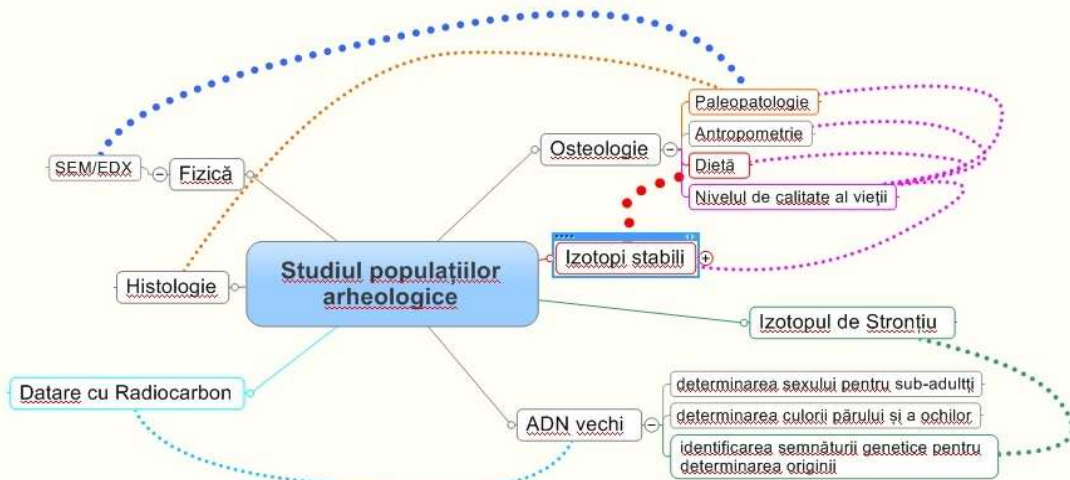 Paleopatologie
Antropometrie
Osteologie
Dietă
SEM/EDX
Fizică
Nivelul de calitate al vieții
Izotopi stabili
Studiul populațiilor
arheologice
Histologie
Izotopul de Stronțiu
Datare cu Radiocarbon
determinarea sexului pentru sub-adultți
ADN vechi
determinarea culorii părului și a ochilor
identificarea semnăturii genetice pentru
determinarea originii